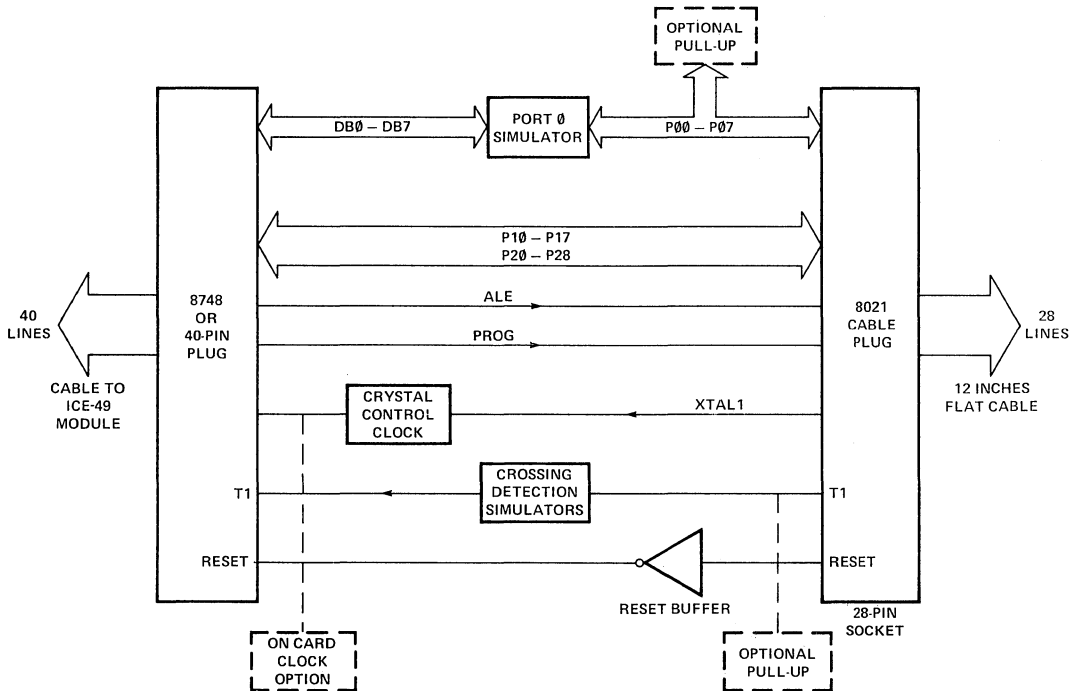 OPTIONAL
PULL-UP
DB0 – DB7
PORT 0
SIMULATOR
P00 – P07
P10 – P17
P20 – P28
40
LINES
CABLE TO
ICE-49
MODULE
8748
OR
40-PIN
PLUG
ALE
PROG
8021
CABLE
PLUG
28
LINES
12 INCHES
FLAT CABLE
CRYSTAL
CONTROL
CLOCK
XTAL1
T1
CROSSING
DETECTION
SIMULATORS
T1
RESET
RESET BUFFER
RESET
28-PIN
SOCKET
ON CARD
CLOCK
OPTION
OPTIONAL
PULL-UP